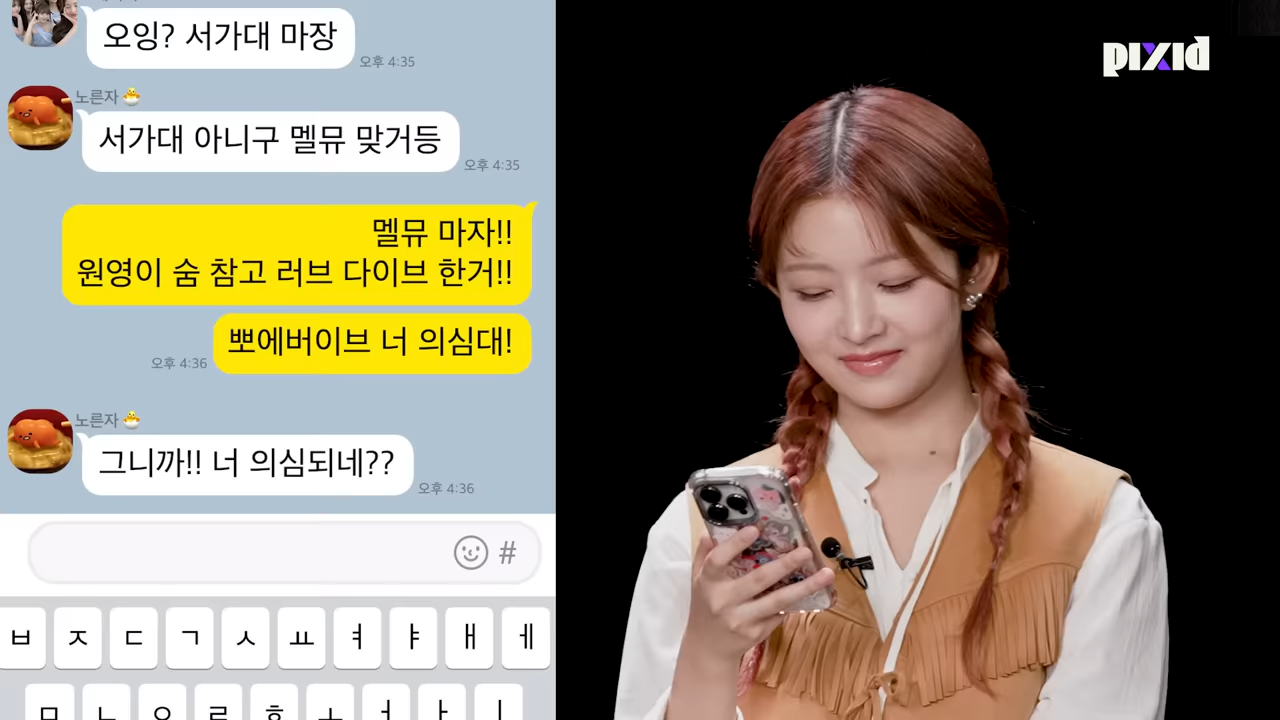 오잉? 서가대 마장
오후 4:35
노른자 🐣
서가대 아니구 멜뮤 맞거등
오후 4:35
멜뮤 마자!!
원영이 숨 참고 러브 다이브 한거!!
뽀에버이브 너 의심대!
오후 4:36
노른자 🐣
그니까!! 너 의심되네??
오후 4:36
#
ㅂ ㅈ ㄷ ㄱ ㅅ ㅛ ㅕ ㅑ ㅐ ㅔ
ㅁ ㄴ ㅇ ㄹ ㅎ ㅗ ㅓ ㅏ ㅣ
pixid